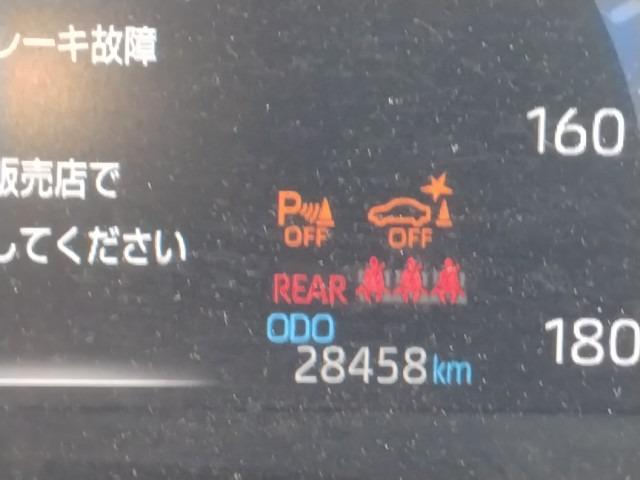 レーキ故障
160
販売店で
してください
P OFF
OFF
REAR
ODO
28458 km
180